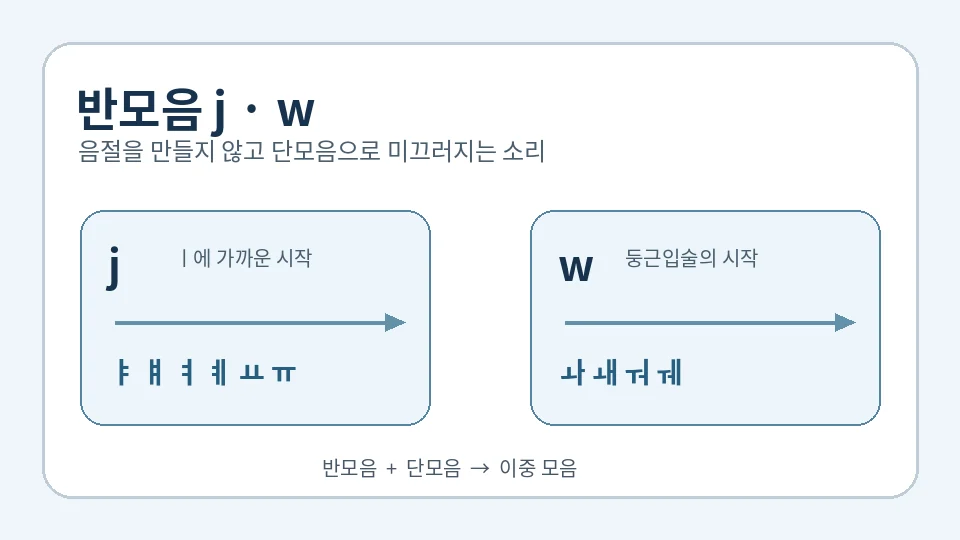 반모음 j · w
음절을 만들지 않고 단모음으로 미끄러지는 소리
j
ㅣ에 가까운 시작
ㅑ ㅒ ㅕ ㅖ ㅛ ㅠ
w
둥근입술의 시작
ㅘ ㅙ ㅝ ㅞ
반모음 + 단모음 → 이중 모음